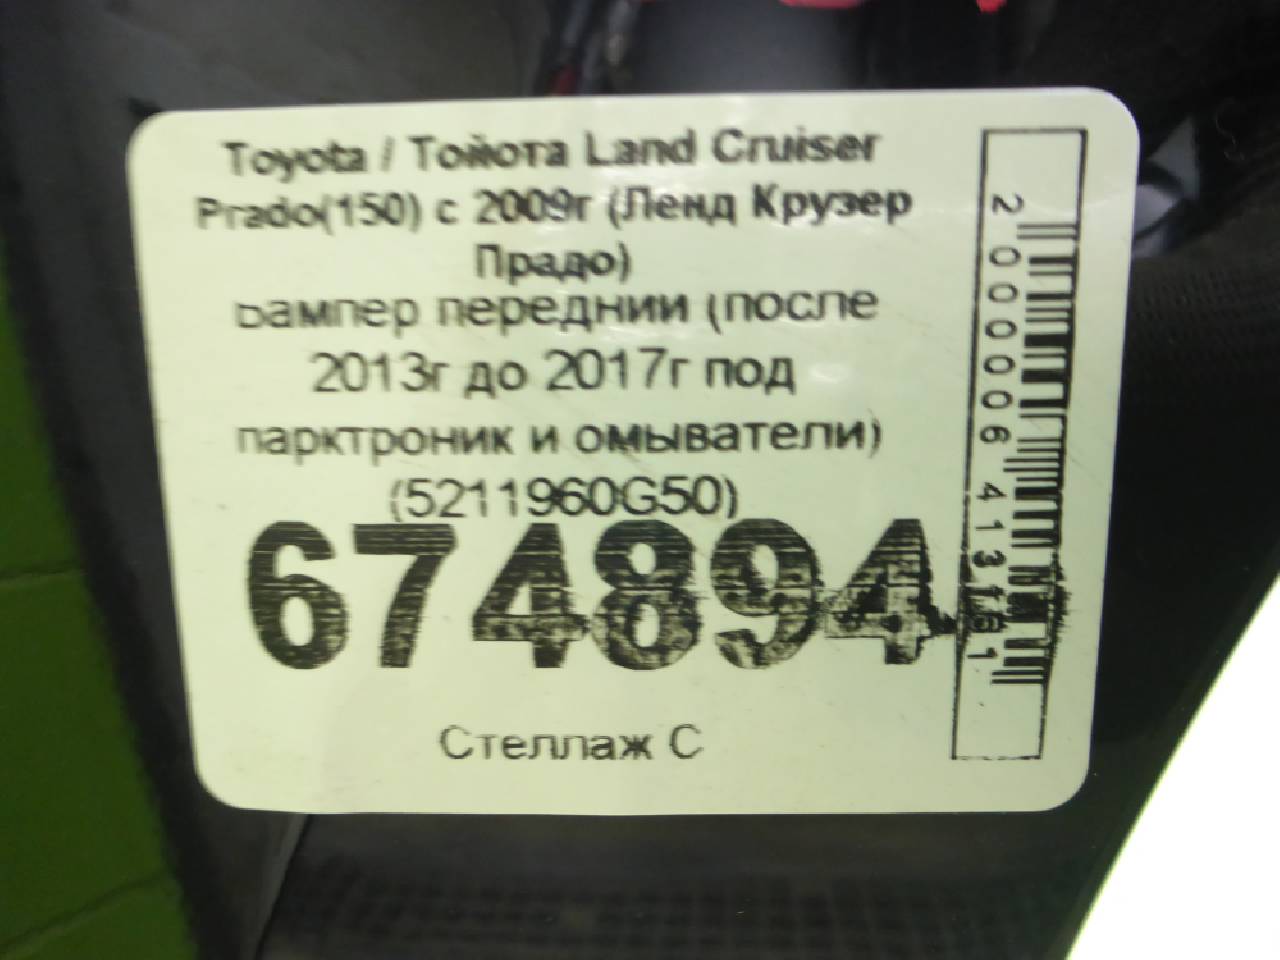 Toyota / Тойота Land Cruiser
Prado(150) с 2009г (Ленд Крузер
Прадо)
Бампер передний (после
2013г до 2017г под
парктроник и омыватели)
(5211960G50)
674894
Стеллаж С